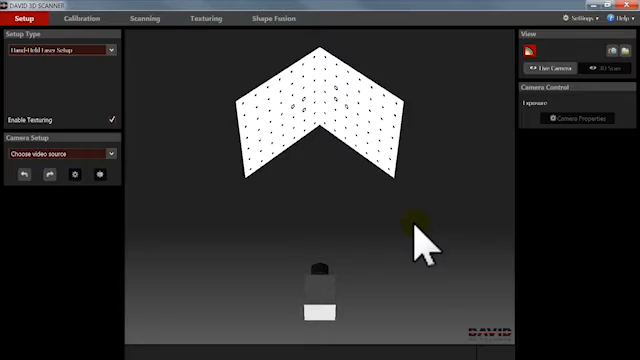 DAVID 3D SCANNER
Setup Calibration Scanning Texturing Shape Fusion Settings Help
Setup Type
Hand-Held Laser Setup
Enable Texturing
Camera Setup
Choose video source
View
Live Camera 3D Scan
Camera Control
Exposure
Camera Properties
DAVID